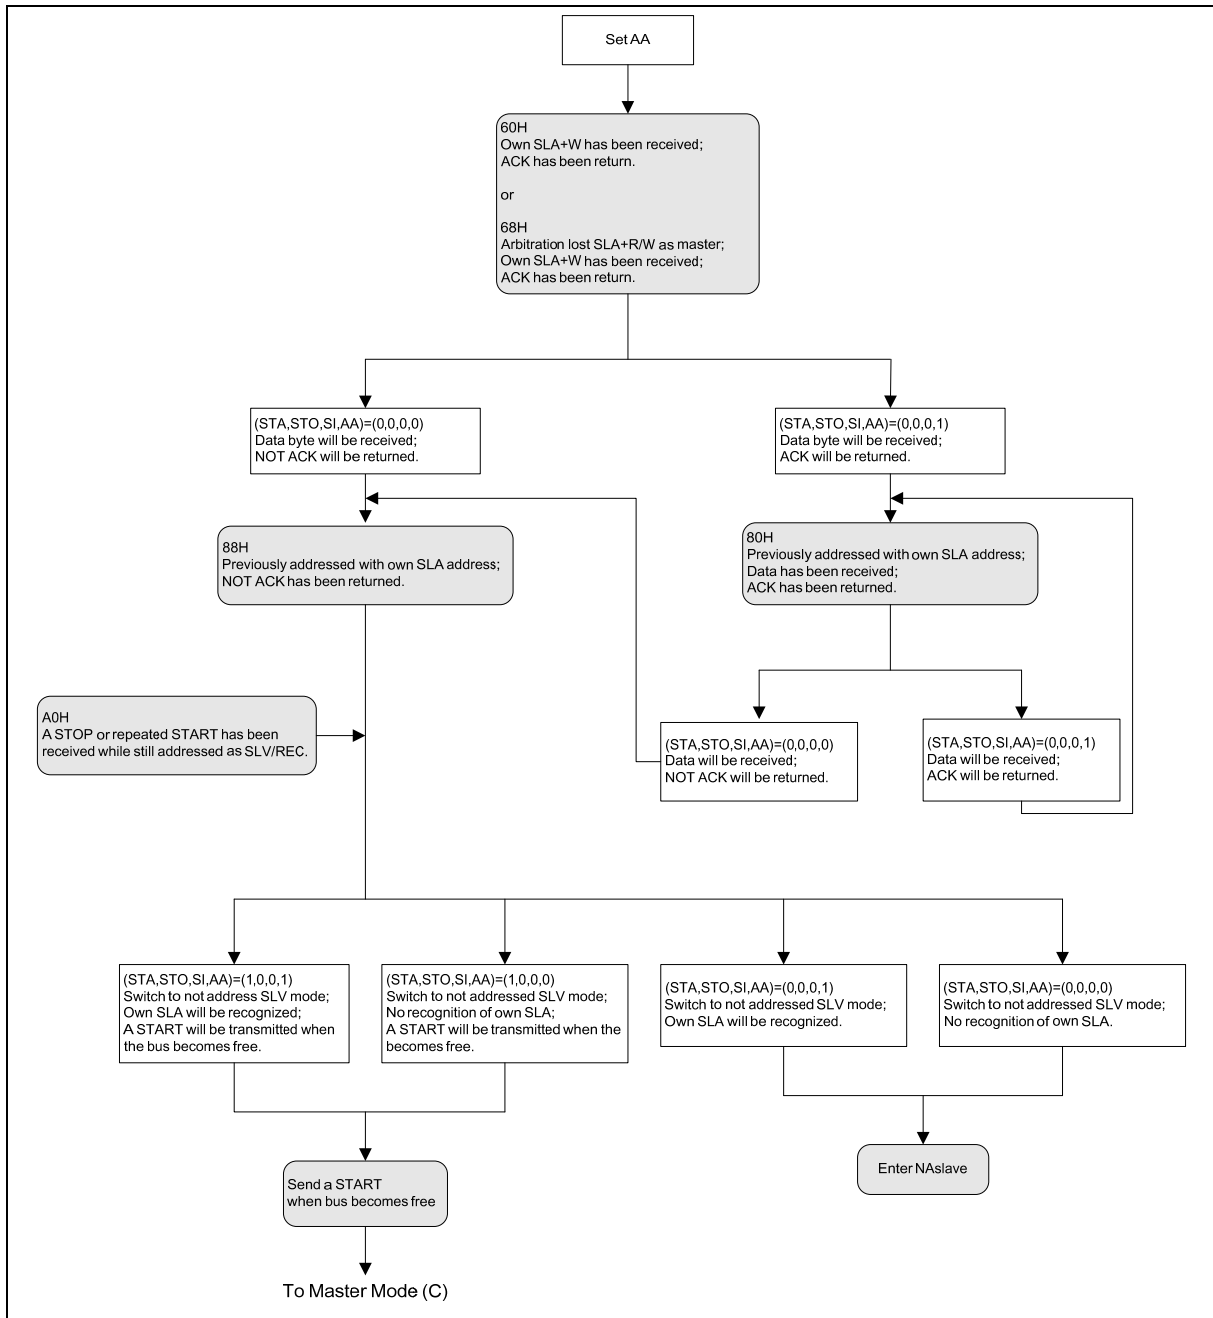 Set AA
60H
Own SLA+W has been received;
ACK has been return.
or
68H
Arbitration lost SLA+R/W as master;
Own SLA+W has been received;
ACK has been return.
(STA,STO,SI,AA)=(0,0,0,0)
Data byte will be received;
NOT ACK will be returned.
(STA,STO,SI,AA)=(0,0,0,1)
Data byte will be received;
ACK will be returned.
88H
Previously addressed with own SLA address;
NOT ACK has been returned.
80H
Previously addressed with own SLA address;
Data has been received;
ACK has been returned.
A0H
A STOP or repeated START has been
received while still addressed as SLV/REC.
(STA,STO,SI,AA)=(0,0,0,0)
Data will be received;
NOT ACK will be returned.
(STA,STO,SI,AA)=(0,0,0,1)
Data will be received;
ACK will be returned.
(STA,STO,SI,AA)=(1,0,0,1)
Switch to not address SLV mode;
Own SLA will be recognized;
A START will be transmitted when
the bus becomes free.
(STA,STO,SI,AA)=(1,0,0,0)
Switch to not addressed SLV mode;
No recognition of own SLA;
A START will be transmitted when the
becomes free.
(STA,STO,SI,AA)=(0,0,0,1)
Switch to not addressed SLV mode;
Own SLA will be recognized.
(STA,STO,SI,AA)=(0,0,0,0)
Switch to not addressed SLV mode;
No recognition of own SLA.
Send a START
when bus becomes free
Enter NAslave
To Master Mode (C)